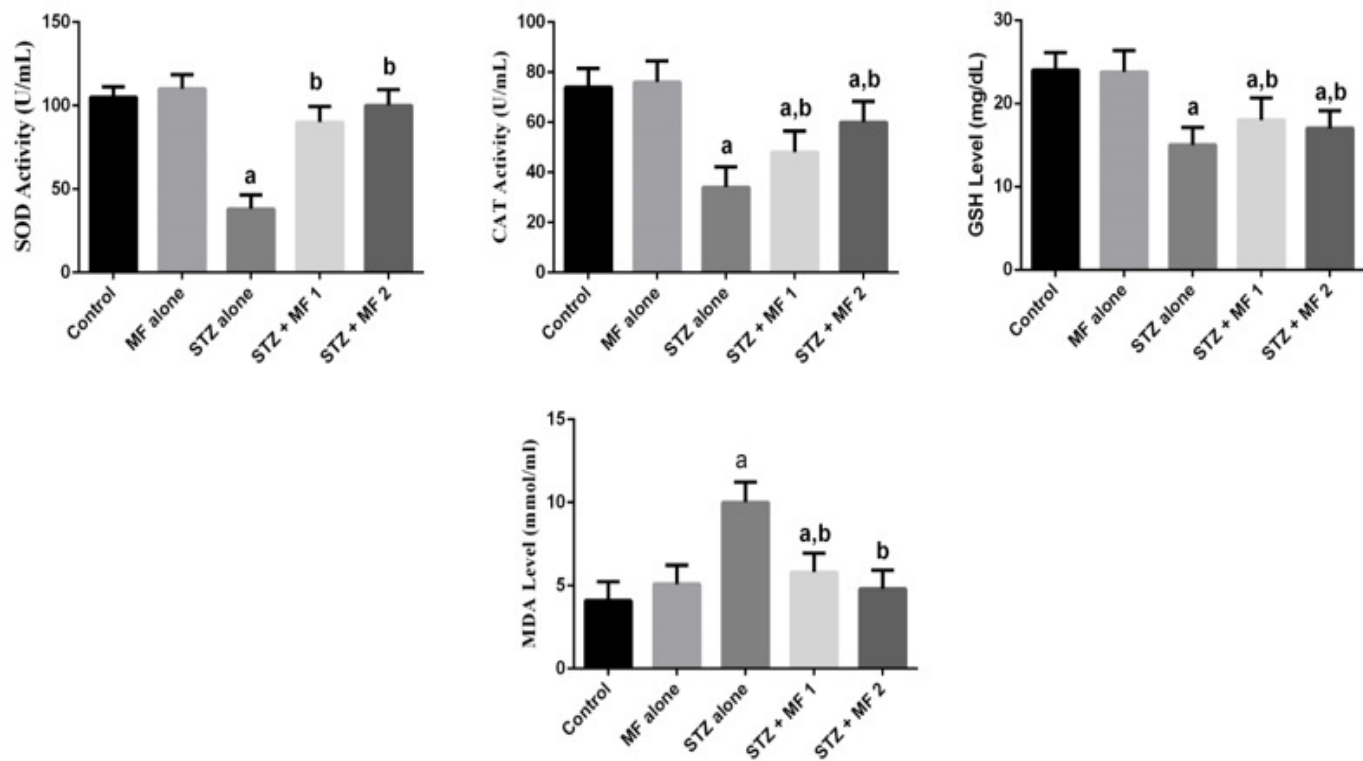 SOD Activity (U/mL)
150
100
50
0
a
b
b
Control
MF alone
STZ alone
STZ + MF 1
STZ + MF 2
CAT Activity (U/mL)
100
80
60
40
20
0
a
a,b
a,b
Control
MF alone
STZ alone
STZ + MF 1
STZ + MF 2
GSH Level (mg/dL)
30
20
10
0
a
a,b
a,b
Control
MF alone
STZ alone
STZ + MF 1
STZ + MF 2
MDA Level (mmol/ml)
15
10
5
0
a
a,b
b
Control
MF alone
STZ alone
STZ + MF 1
STZ + MF 2